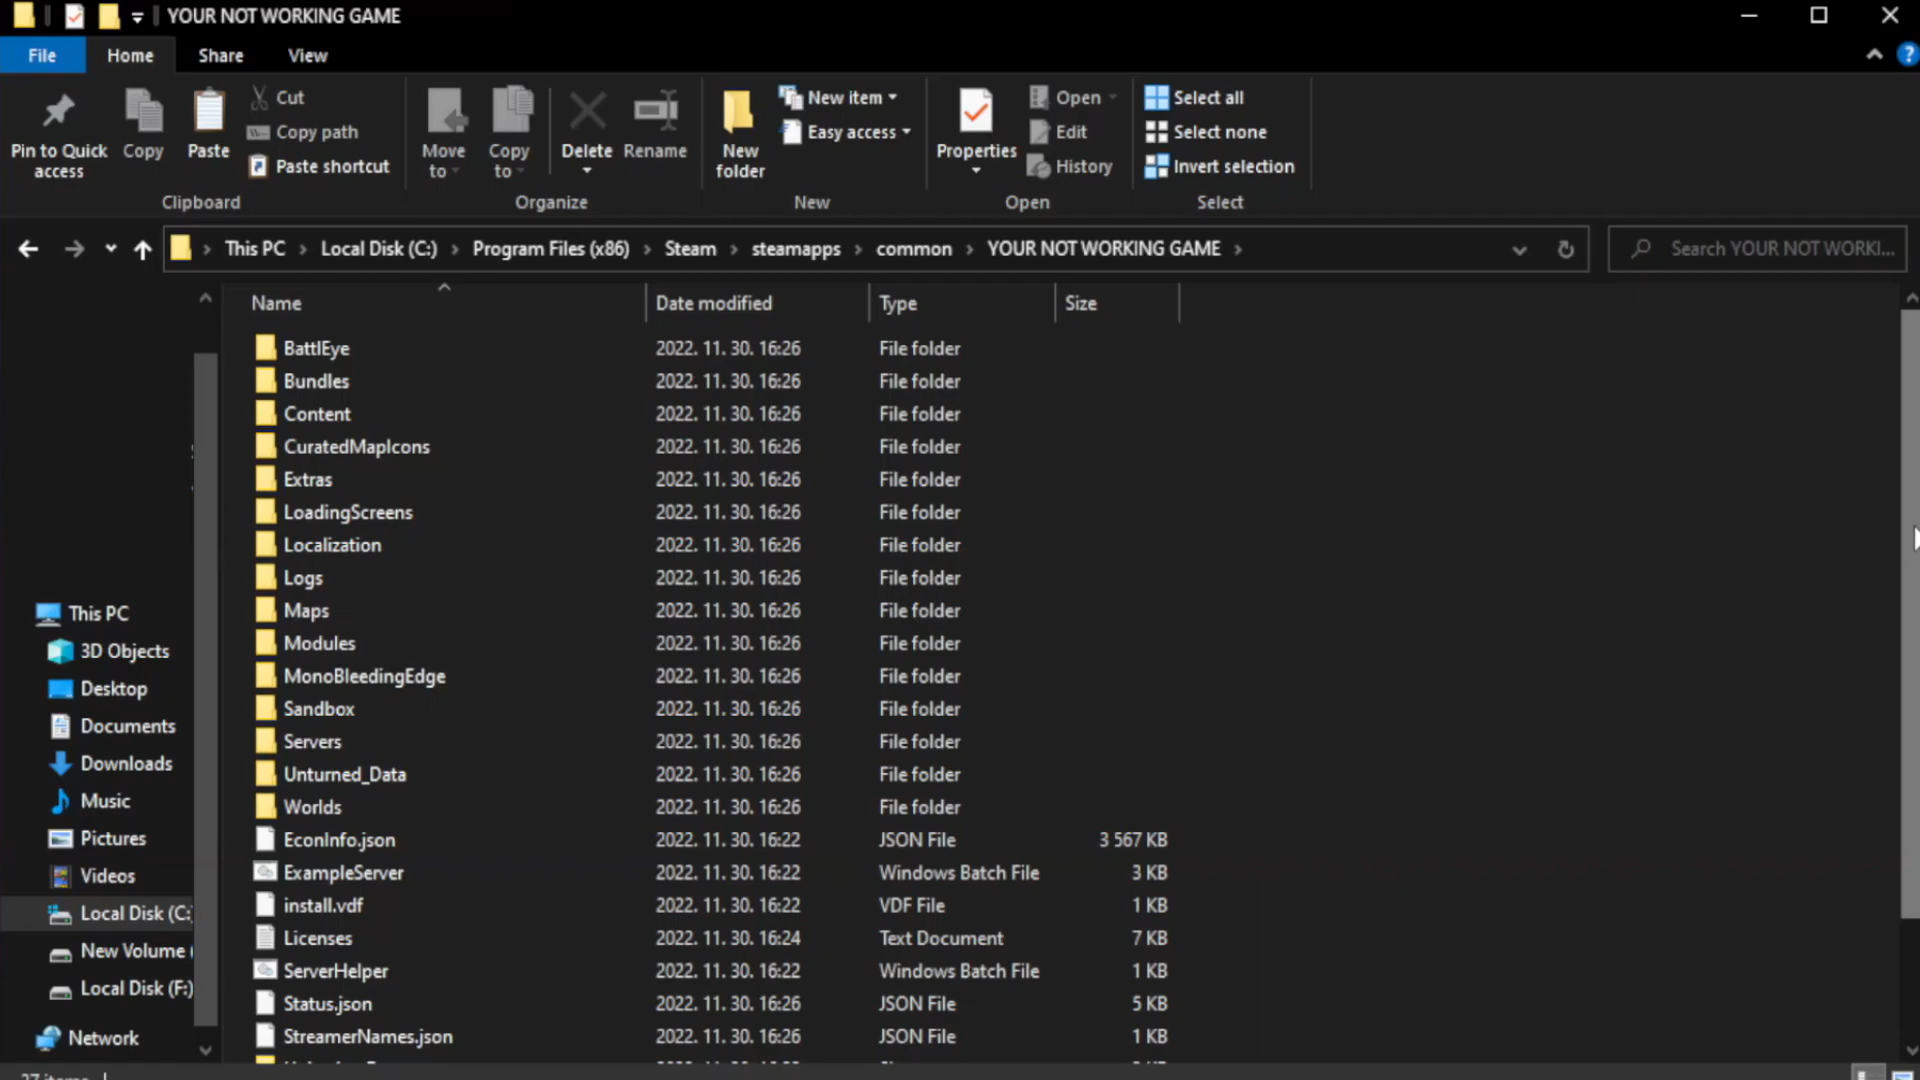 YOUR NOT WORKING GAME
File Home Share View
Pin to Quick access
Copy
Paste
Cut
Copy path
Paste shortcut
Move to
Copy to
Delete
Rename
New folder
New item
Easy access
Properties
Open
Edit
History
Select all
Select none
Invert selection
Clipboard Organize New Open Select
This PC › Local Disk (C:) › Program Files (x86) › Steam › steamapps › common › YOUR NOT WORKING GAME ›
Search YOUR NOT WORKI...
Name Date modified Type Size
BattlEye 2022. 11. 30. 16:26 File folder
Bundles 2022. 11. 30. 16:26 File folder
Content 2022. 11. 30. 16:26 File folder
CuratedMapIcons 2022. 11. 30. 16:26 File folder
Extras 2022. 11. 30. 16:26 File folder
LoadingScreens 2022. 11. 30. 16:26 File folder
Localization 2022. 11. 30. 16:26 File folder
Logs 2022. 11. 30. 16:26 File folder
Maps 2022. 11. 30. 16:26 File folder
Modules 2022. 11. 30. 16:26 File folder
MonoBleedingEdge 2022. 11. 30. 16:26 File folder
Sandbox 2022. 11. 30. 16:26 File folder
Servers 2022. 11. 30. 16:26 File folder
Unturned_Data 2022. 11. 30. 16:26 File folder
Worlds 2022. 11. 30. 16:26 File folder
EconInfo.json 2022. 11. 30. 16:22 JSON File 3 567 KB
ExampleServer 2022. 11. 30. 16:22 Windows Batch File 3 KB
install.vdf 2022. 11. 30. 16:22 VDF File 1 KB
Licenses 2022. 11. 30. 16:24 Text Document 7 KB
ServerHelper 2022. 11. 30. 16:22 Windows Batch File 1 KB
Status.json 2022. 11. 30. 16:26 JSON File 5 KB
StreamerNames.json 2022. 11. 30. 16:26 JSON File 1 KB
This PC
3D Objects
Desktop
Documents
Downloads
Music
Pictures
Videos
Local Disk (C:
New Volume (
Local Disk (F:)
Network